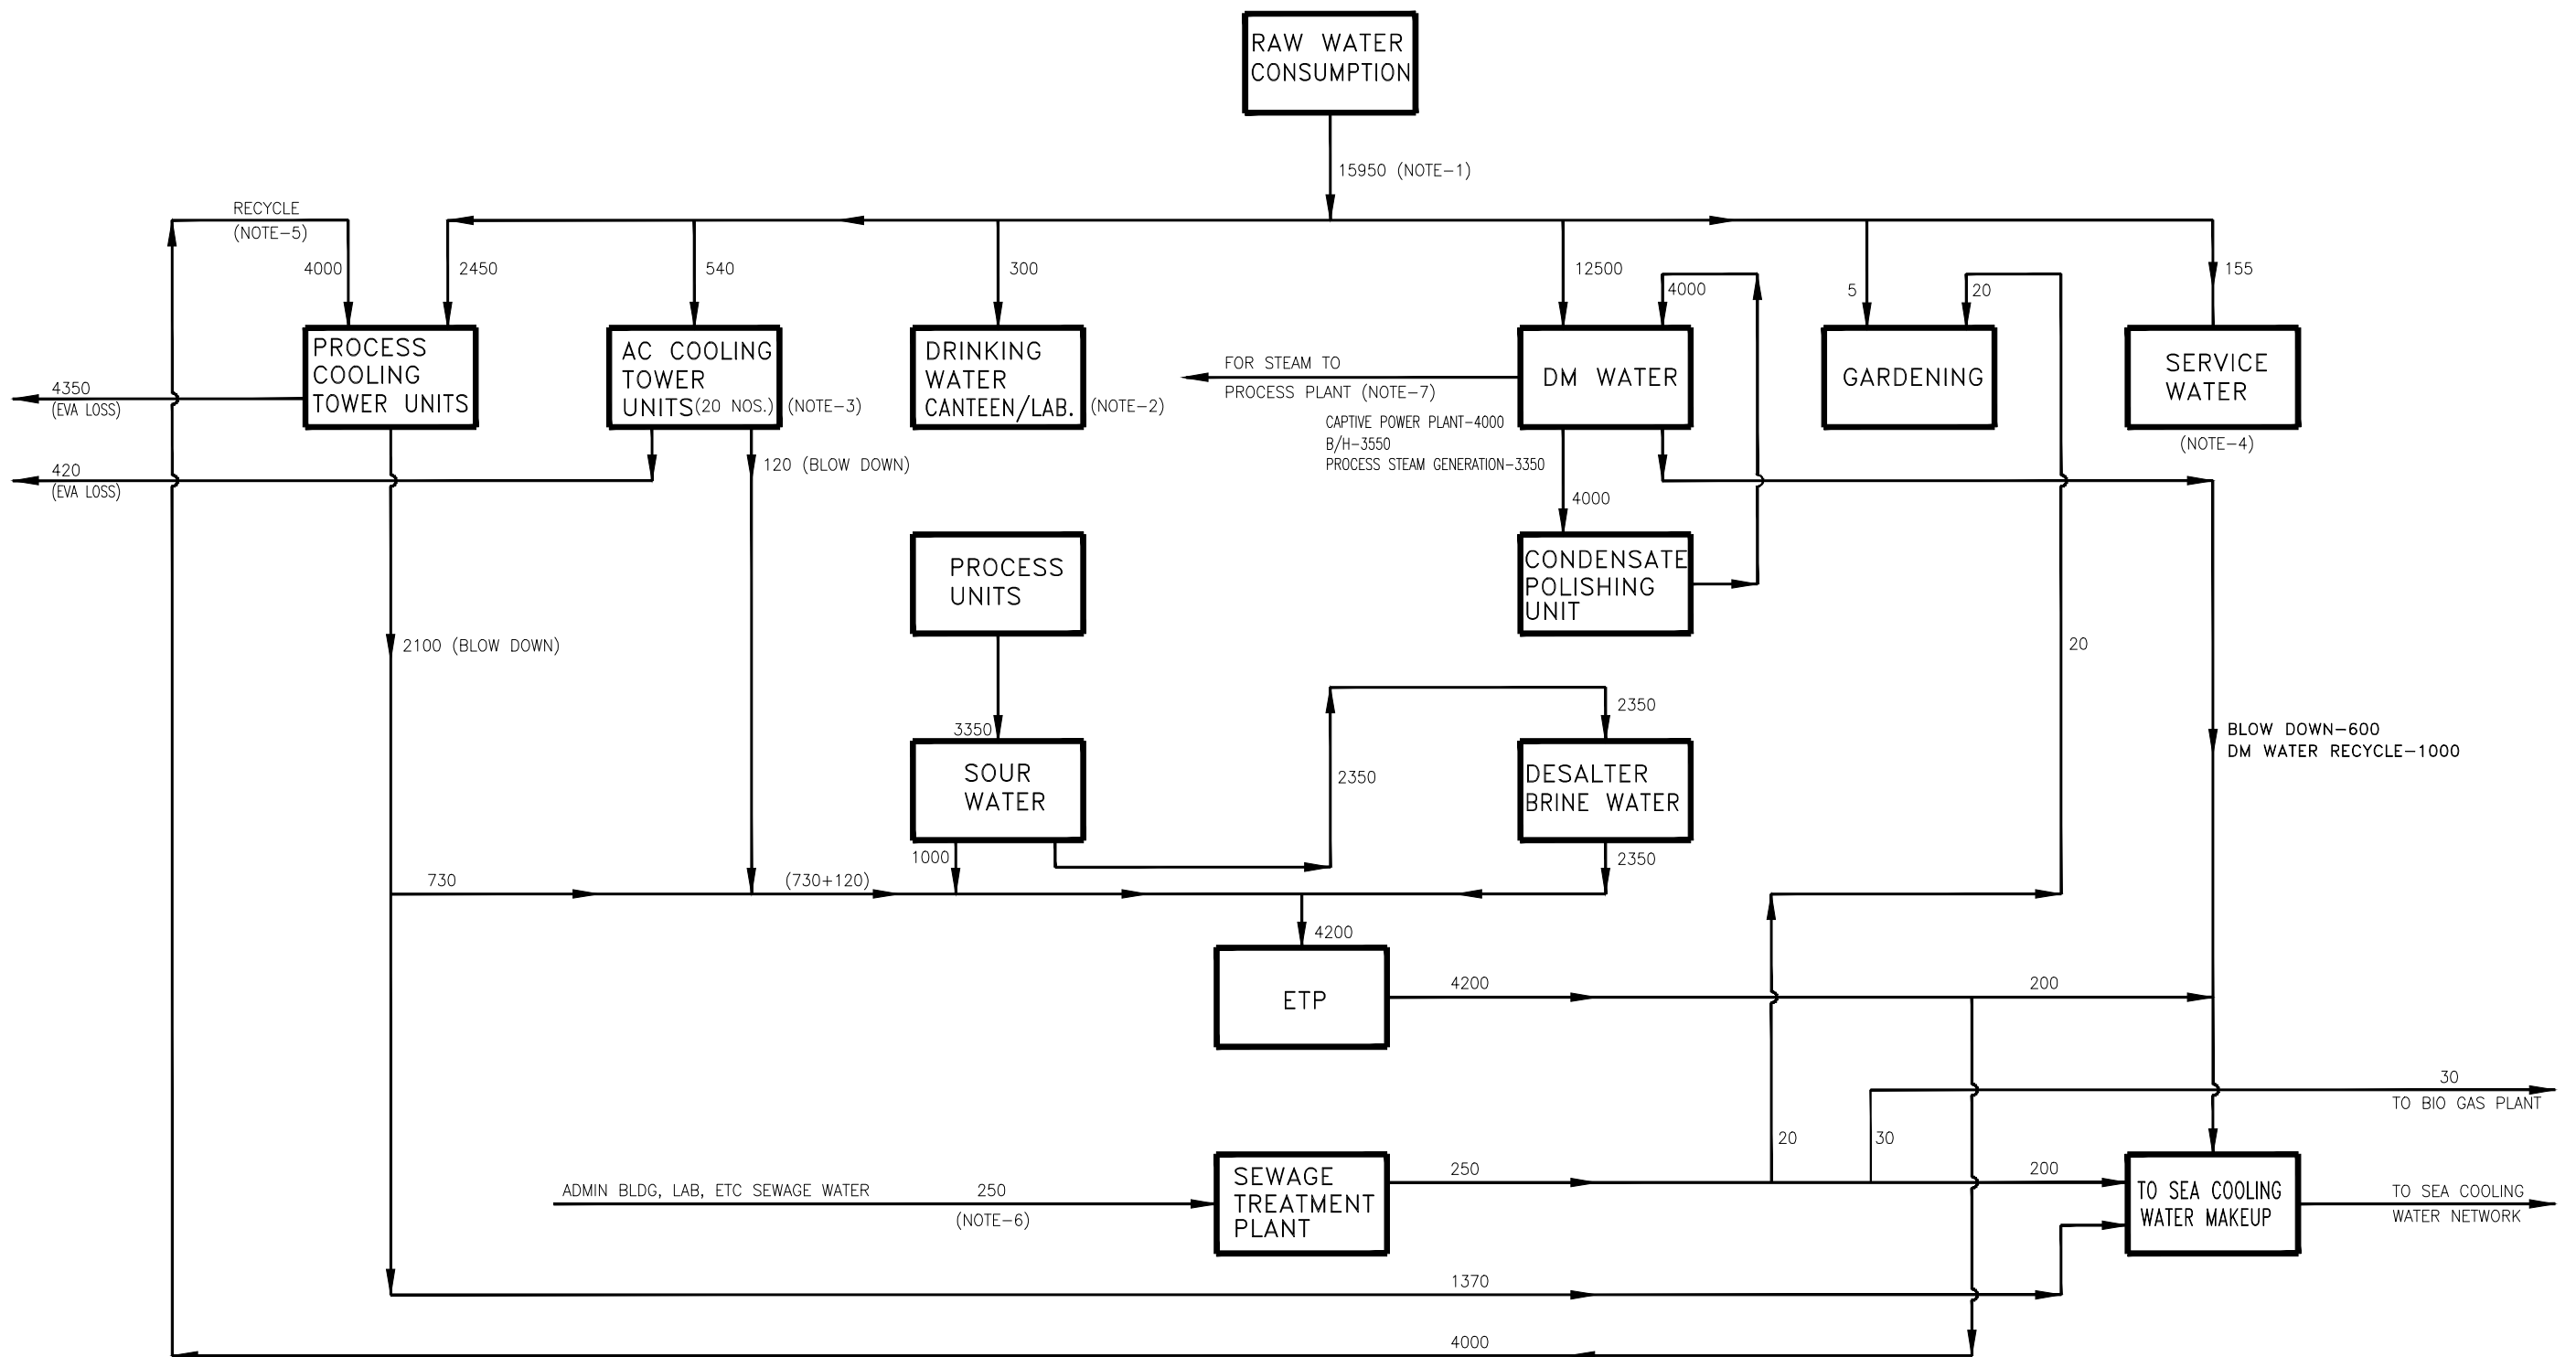 RAW WATER
CONSUMPTION
15950 (NOTE-1)
RECYCLE
(NOTE-5)
4000
2450
540
300
12500
4000
5
20
155
PROCESS
COOLING
TOWER UNITS
AC COOLING
TOWER
UNITS(20 NOS.)
(NOTE-3)
DRINKING
WATER
CANTEEN/LAB.
(NOTE-2)
FOR STEAM TO
PROCESS PLANT (NOTE-7)
CAPTIVE POWER PLANT-4000
B/H-3550
PROCESS STEAM GENERATION-3350
DM WATER
GARDENING
SERVICE
WATER
(NOTE-4)
4350
(EVA LOSS)
420
(EVA LOSS)
120 (BLOW DOWN)
4000
PROCESS
UNITS
CONDENSATE
POLISHING
UNIT
2100 (BLOW DOWN)
20
3350
2350
SOUR
WATER
2350
DESALTER
BRINE WATER
BLOW DOWN-600
DM WATER RECYCLE-1000
1000
2350
730
(730+120)
4200
ETP
4200
200
30
TO BIO GAS PLANT
20
30
ADMIN BLDG, LAB, ETC SEWAGE WATER
250
(NOTE-6)
SEWAGE
TREATMENT
PLANT
250
200
TO SEA COOLING
WATER MAKEUP
TO SEA COOLING
WATER NETWORK
1370
4000